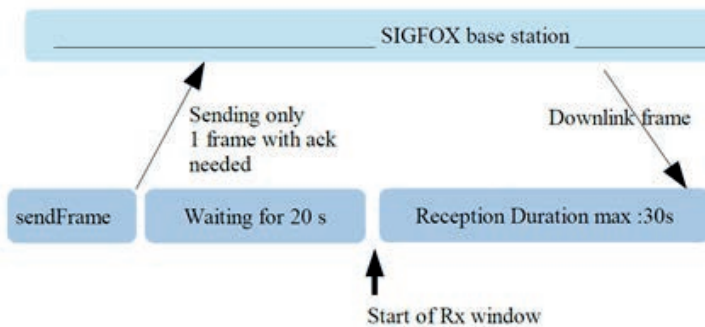 SIGFOX base station
Sending only
1 frame with ack
needed
Downlink frame
sendFrame
Waiting for 20 s
Reception Duration max :30s
Start of Rx window